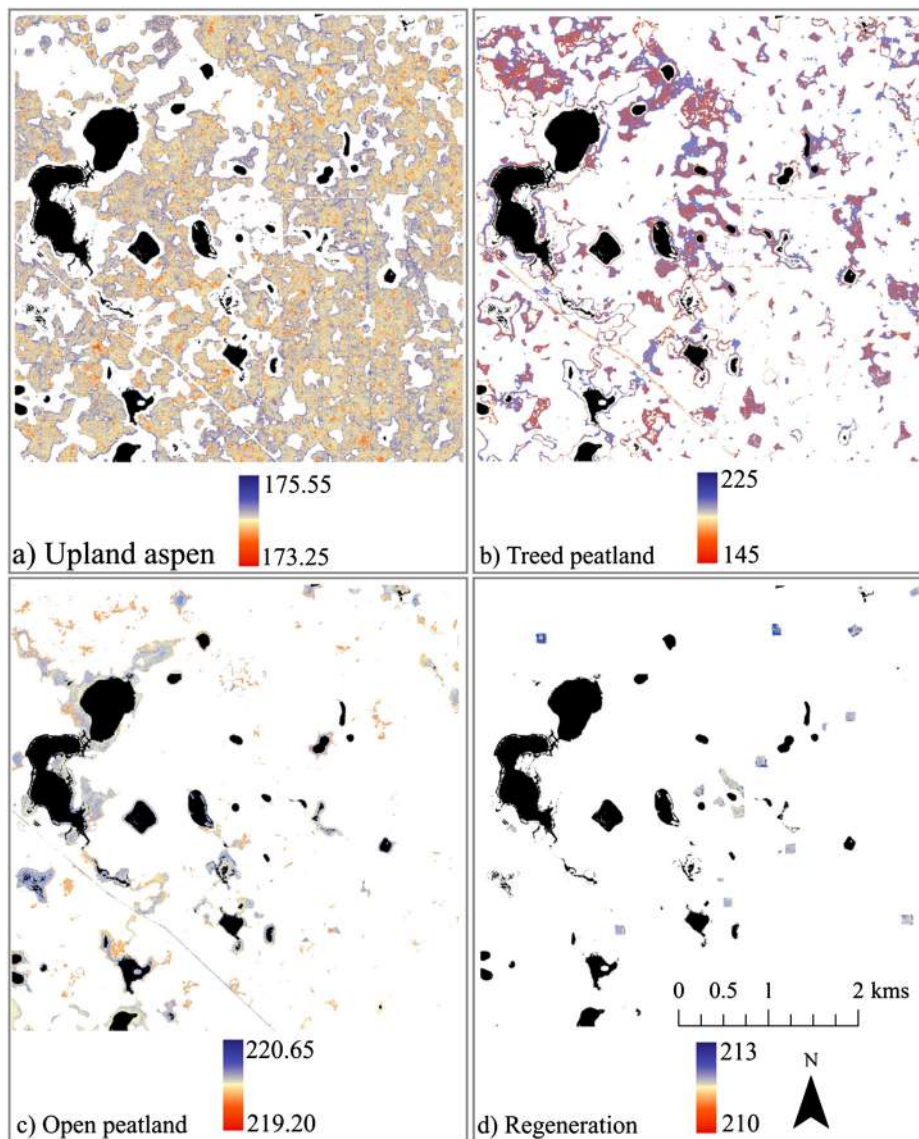 175.55
173.25
a) Upland aspen
225
145
b) Treed peatland
220.65
219.20
c) Open peatland
0 0.5 1 2 kms
213
210
d) Regeneration
N